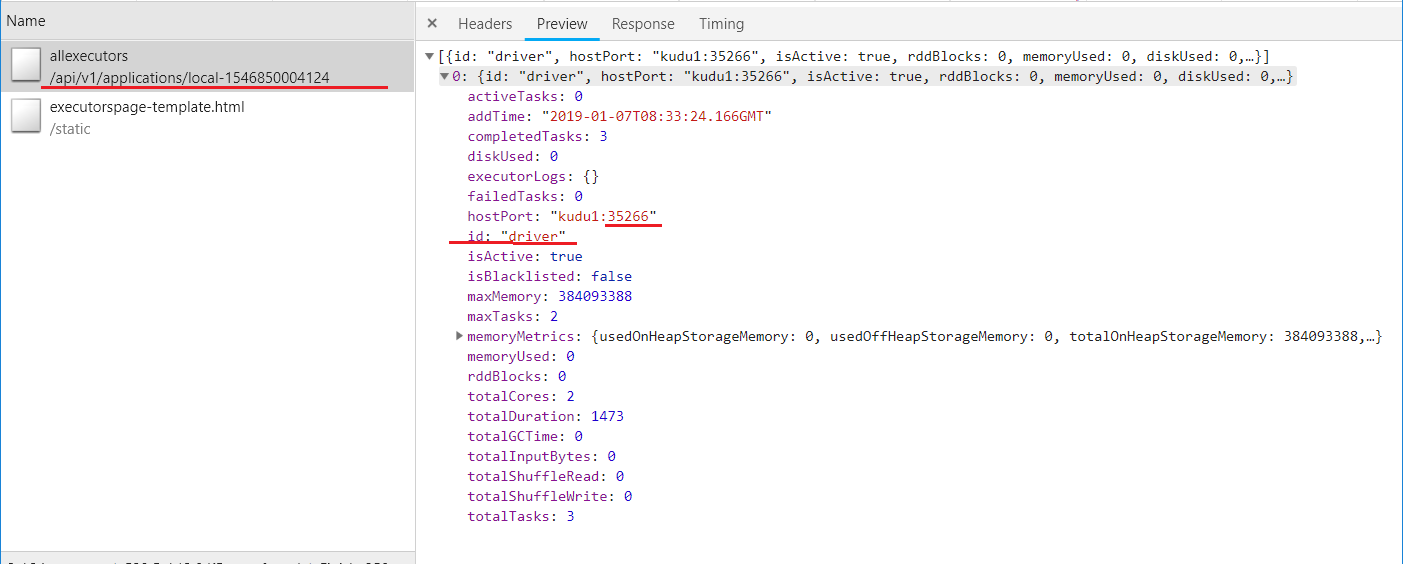 Name
allexecutors
/api/v1/applications/local-1546850004124
executorspage-template.html
/static
× Headers Preview Response Timing
▼[{id: "driver", hostPort: "kudu1:35266", isActive: true, rddBlocks: 0, memoryUsed: 0, diskUsed: 0,…}]
▼0: {id: "driver", hostPort: "kudu1:35266", isActive: true, rddBlocks: 0, memoryUsed: 0, diskUsed: 0,…}
activeTasks: 0
addTime: "2019-01-07T08:33:24.166GMT"
completedTasks: 3
diskUsed: 0
executorLogs: {}
failedTasks: 0
hostPort: "kudu1:35266"
id: "driver"
isActive: true
isBlacklisted: false
maxMemory: 384093388
maxTasks: 2
▶memoryMetrics: {usedOnHeapStorageMemory: 0, usedOffHeapStorageMemory: 0, totalOnHeapStorageMemory: 384093388,…}
memoryUsed: 0
rddBlocks: 0
totalCores: 2
totalDuration: 1473
totalGCTime: 0
totalInputBytes: 0
totalShuffleRead: 0
totalShuffleWrite: 0
totalTasks: 3